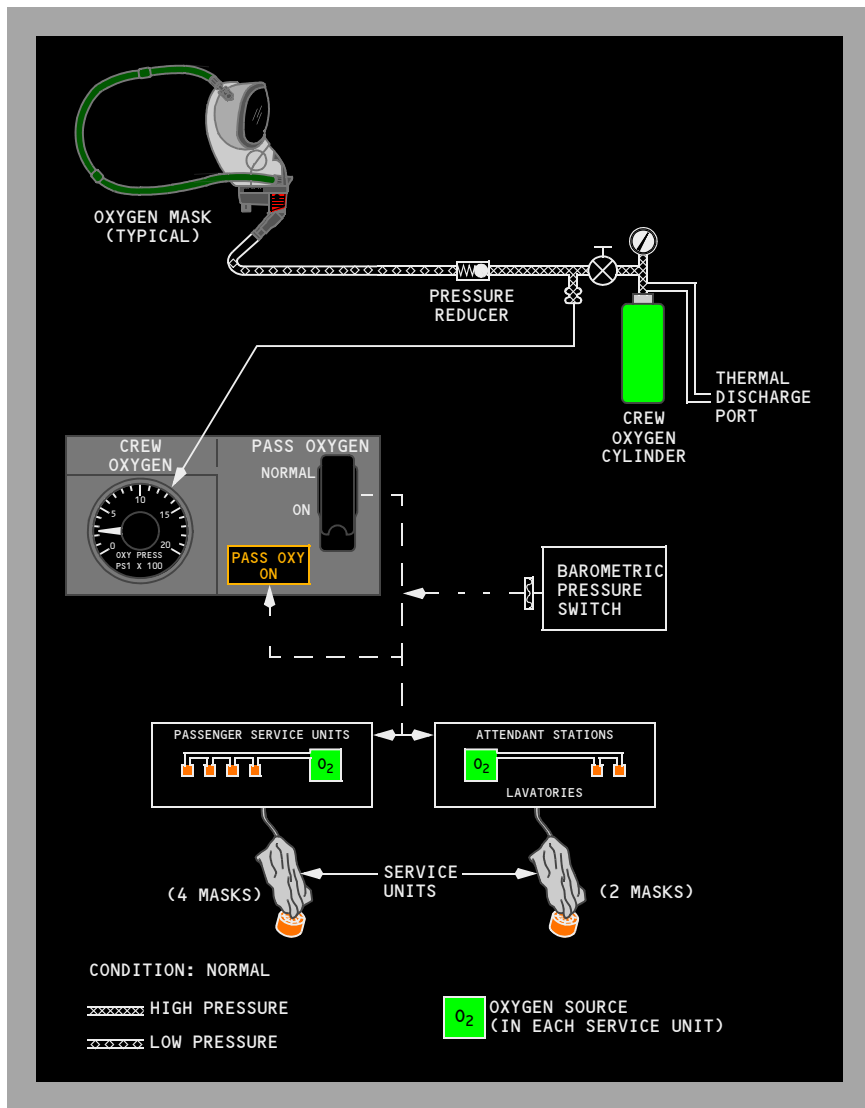 OXYGEN MASK
(TYPICAL)
PRESSURE
REDUCER
THERMAL
DISCHARGE
PORT
CREW
OXYGEN
CYLINDER
CREW
OXYGEN
PASS OXYGEN
NORMAL
ON
0
5
10
15
20
OXY PRESS
PS1 X 100
PASS OXY
ON
BAROMETRIC
PRESSURE
SWITCH
PASSENGER SERVICE UNITS
O2
ATTENDANT STATIONS
O2
LAVATORIES
(4 MASKS)
SERVICE
UNITS
(2 MASKS)
CONDITION: NORMAL
HIGH PRESSURE
LOW PRESSURE
O2
OXYGEN SOURCE
(IN EACH SERVICE UNIT)